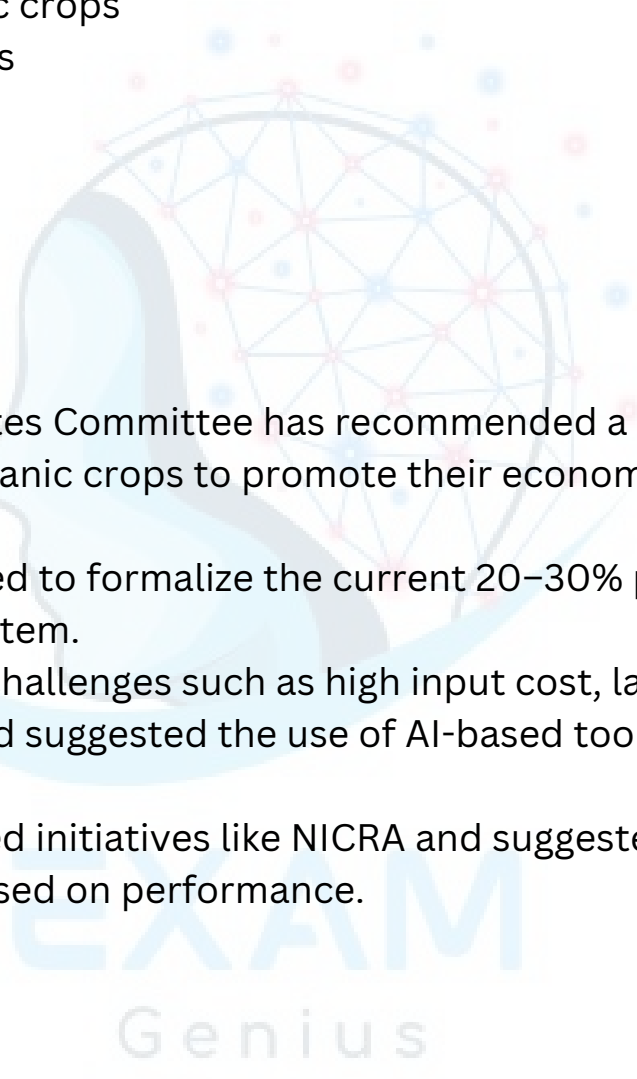 c crops
s
tes Committee has recommended a
anic crops to promote their econom
ed to formalize the current 20–30% p
tem.
hallenges such as high input cost, la
d suggested the use of AI-based too
ed initiatives like NICRA and suggeste
sed on performance.
EXAM
Genius